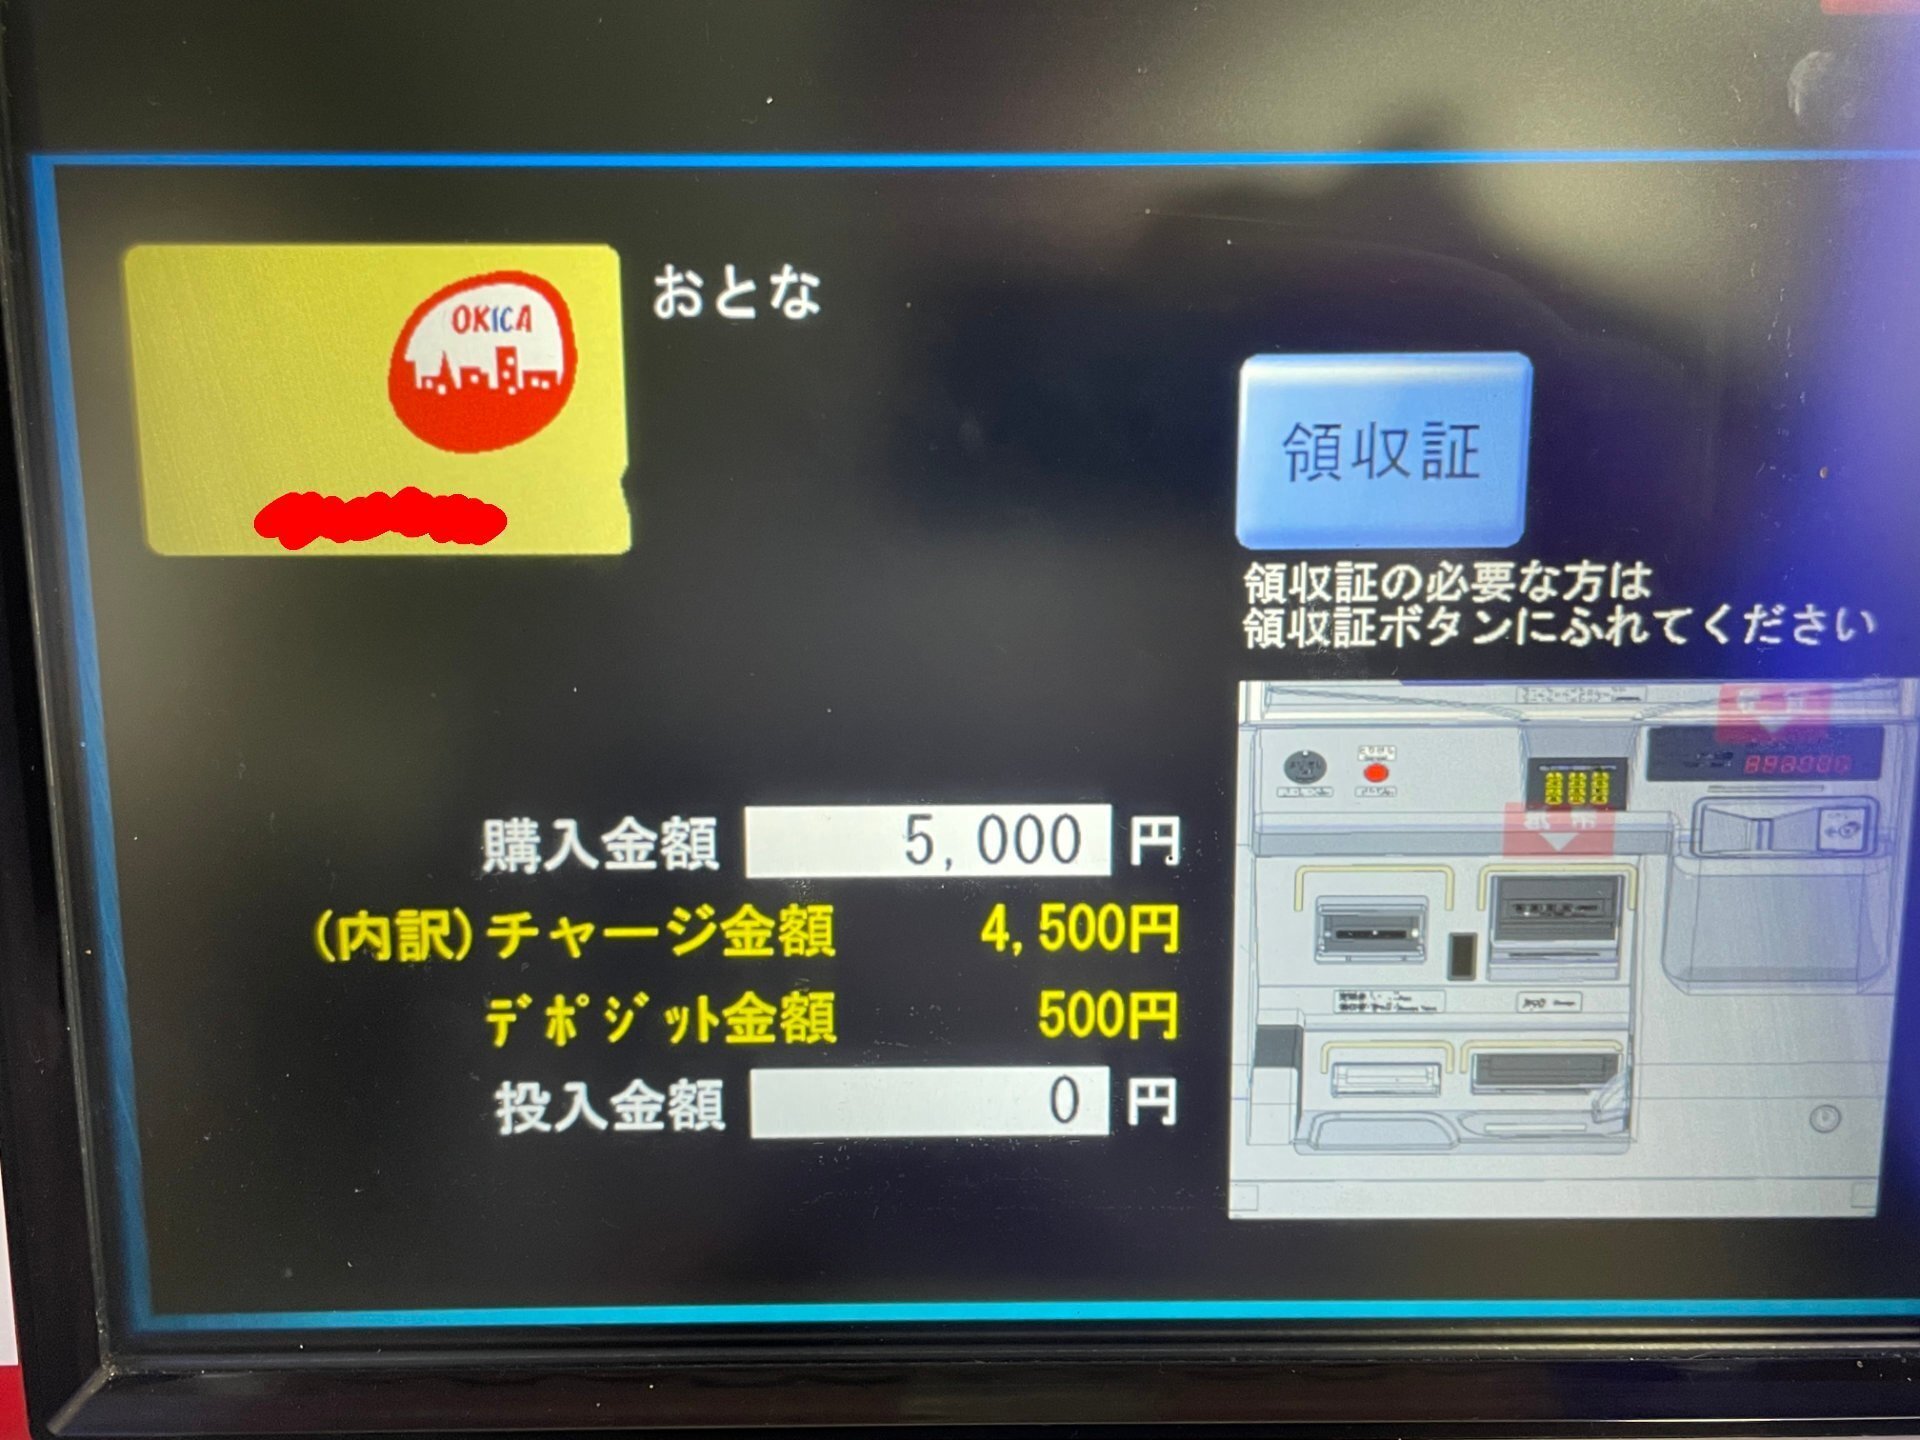 OKICA
おとな
領収証
領収証の必要な方は
領収証ボタンにふれてください
購入金額 5,000 円
(内訳)チャージ金額 4,500円
ﾃﾞﾎﾟｼﾞｯﾄ金額 500円
投入金額 0 円